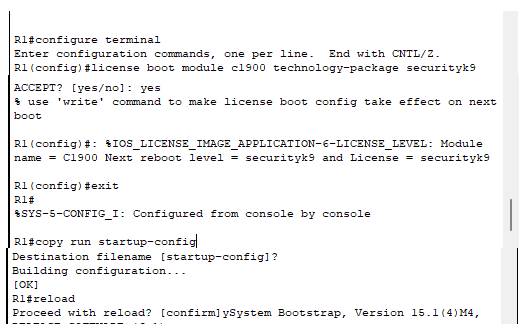 R1#configure terminal
Enter configuration commands, one per line.  End with CNTL/Z.
R1(config)#license boot module c1900 technology-package securityk9
ACCEPT? [yes/no]: yes
% use 'write' command to make license boot config take effect on next
boot
R1(config)#: %IOS_LICENSE_IMAGE_APPLICATION-6-LICENSE_LEVEL: Module
name = C1900 Next reboot level = securityk9 and License = securityk9
R1(config)#exit
R1#
%SYS-5-CONFIG_I: Configured from console by console
R1#copy run startup-config
Destination filename [startup-config]?
Building configuration...
[OK]
R1#reload
Proceed with reload? [confirm]ySystem Bootstrap, Version 15.1(4)M4,